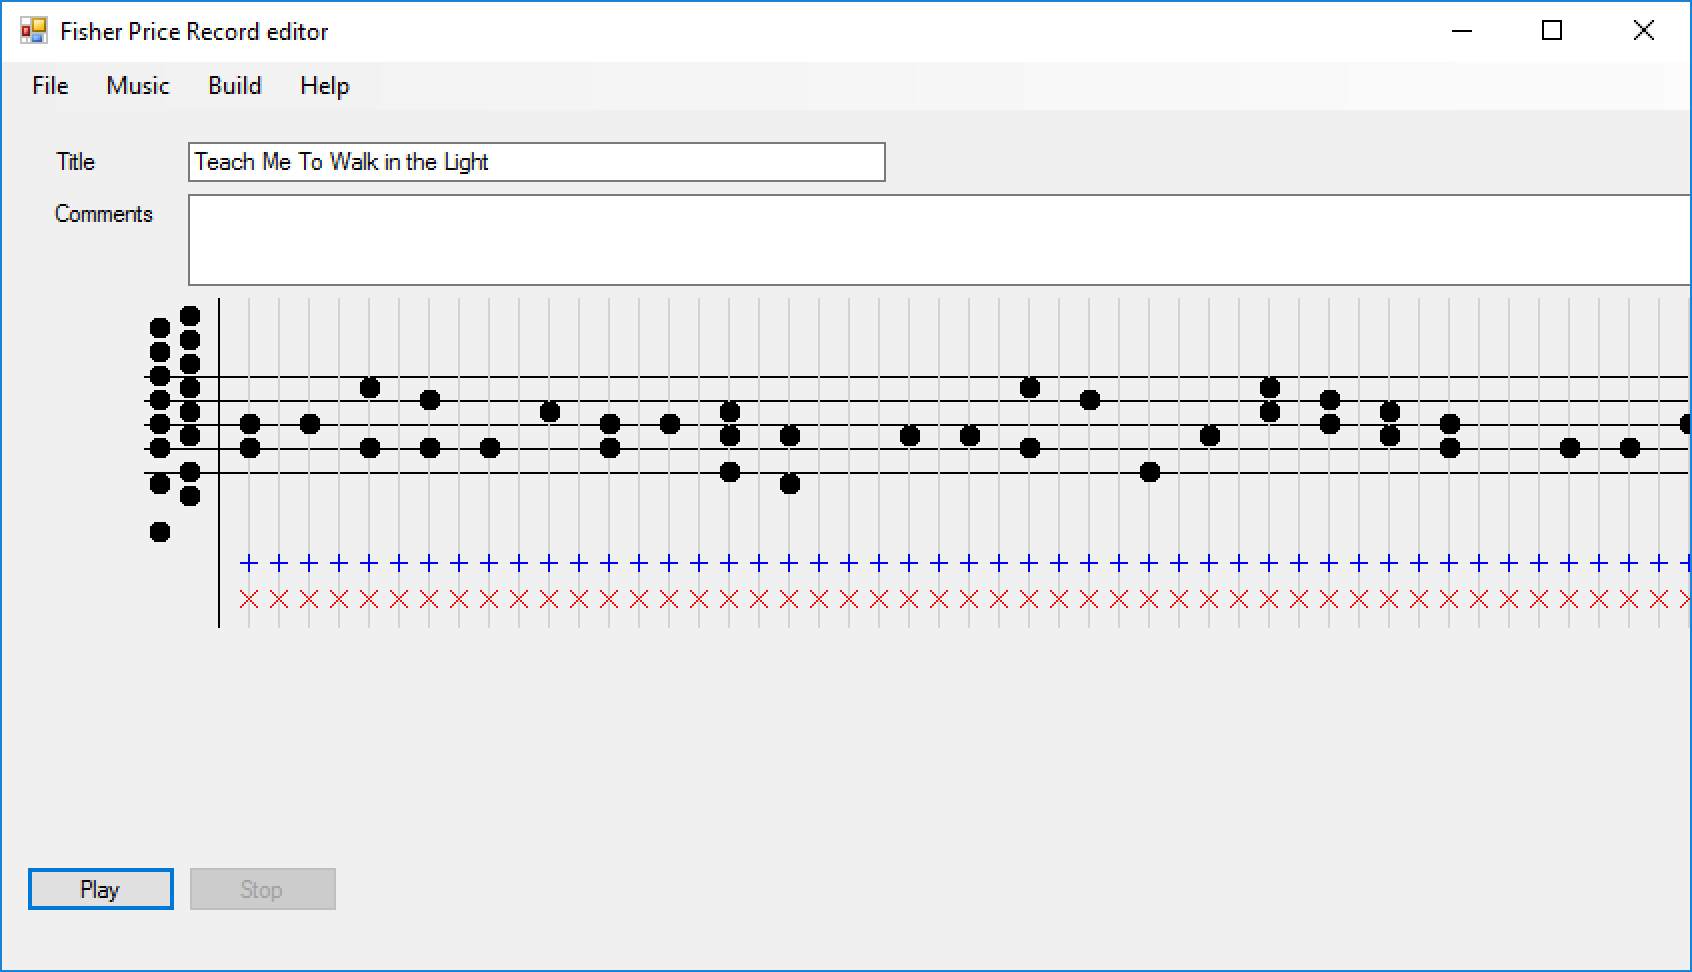 Fisher Price Record editor
File Music Build Help
Title Teach Me To Walk in the Light
Comments
Play Stop